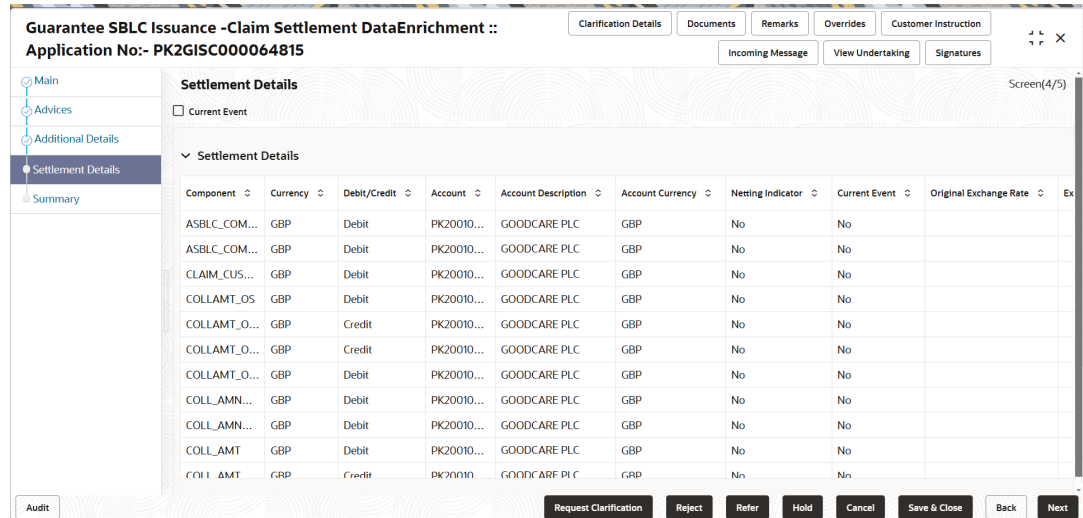 Guarantee SBLC Issuance -Claim Settlement DataEnrichment ::
Application No:- PK2GISC000064815
Clarification Details Documents Remarks Overrides Customer Instruction
Incoming Message View Undertaking Signatures
Main
Advices
Additional Details
Settlement Details
Summary
Settlement Details
Screen(4/5)
Current Event
Settlement Details
Component Currency Debit/Credit Account Account Description Account Currency Netting Indicator Current Event Original Exchange Rate Ex
ASBLC_COM... GBP Debit PK20010... GOODCARE PLC GBP No No
ASBLC_COM... GBP Debit PK20010... GOODCARE PLC GBP No No
CLAIM_CUS... GBP Debit PK20010... GOODCARE PLC GBP No No
COLLAMT_OS GBP Debit PK20010... GOODCARE PLC GBP No No
COLLAMT_O... GBP Credit PK20010... GOODCARE PLC GBP No No
COLLAMT_O... GBP Credit PK20010... GOODCARE PLC GBP No No
COLLAMT_O... GBP Debit PK20010... GOODCARE PLC GBP No No
COLL_AMN... GBP Debit PK20010... GOODCARE PLC GBP No No
COLL_AMN... GBP Debit PK20010... GOODCARE PLC GBP No No
COLL_AMT GBP Debit PK20010... GOODCARE PLC GBP No No
COLL_AMT GBP Credit PK20010... GOODCARE PLC GBP No No
Audit Request Clarification Reject Refer Hold Cancel Save & Close Back Next